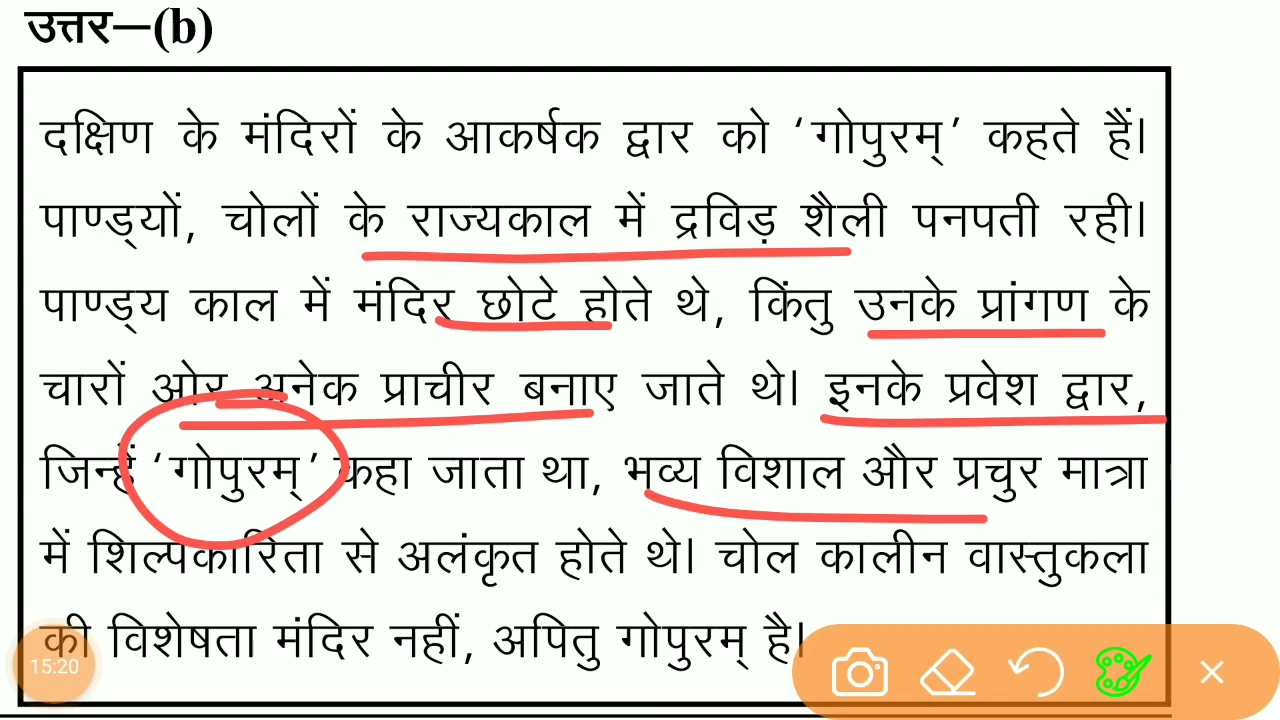 उत्तर—(b)
दक्षिण के मंदिरों के आकर्षक द्वार को ‘गोपुरम्’ कहते हैं।
पाण्ड्यों, चोलों के राज्यकाल में द्रविड़ शैली पनपती रही।
पाण्ड्य काल में मंदिर छोटे होते थे, किंतु उनके प्रांगण के
चारों ओर अनेक प्राचीर बनाए जाते थे। इनके प्रवेश द्वार,
जिन्हें ‘गोपुरम्’ कहा जाता था, भव्य विशाल और प्रचुर मात्रा
में शिल्पकारिता से अलंकृत होते थे। चोल कालीन वास्तुकला
की विशेषता मंदिर नहीं, अपितु गोपुरम् है।
15:20